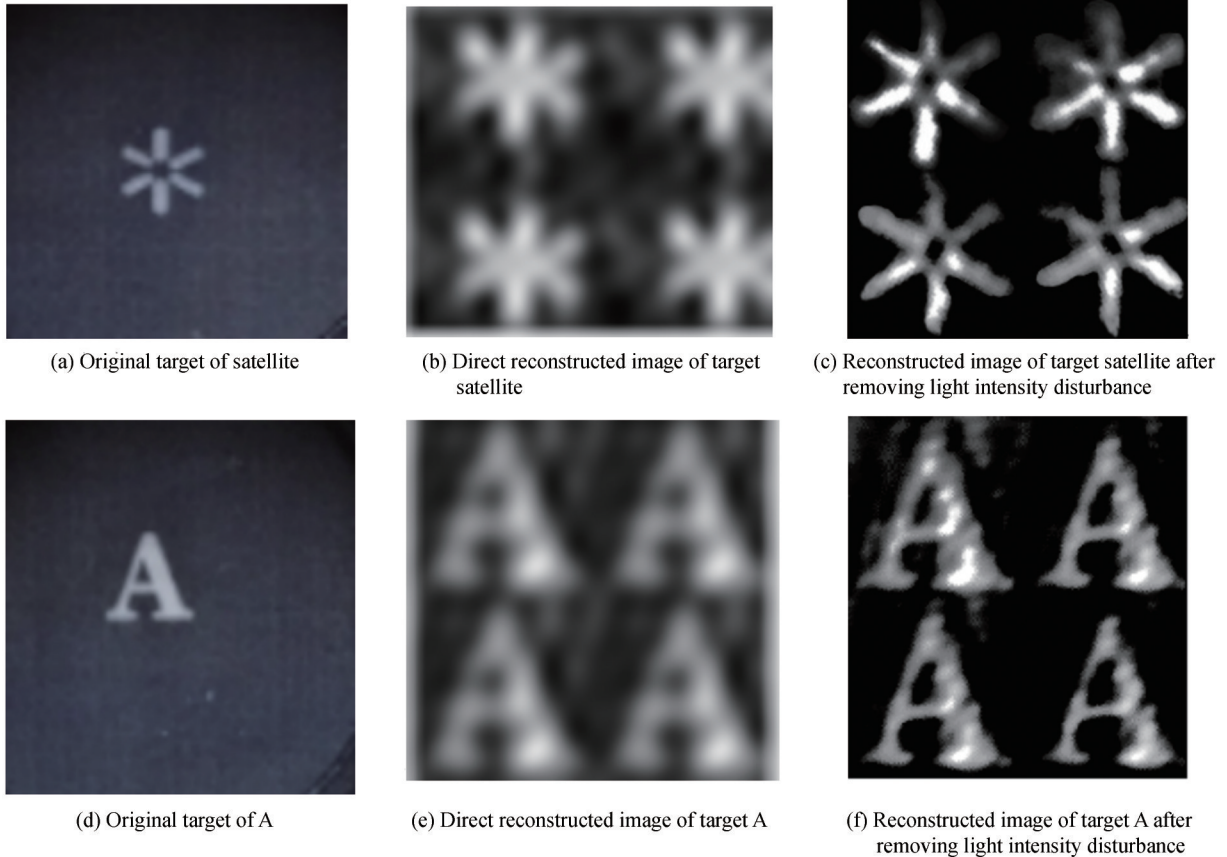 (a) Original target of satellite
(b) Direct reconstructed image of target
satellite
(c) Reconstructed image of target satellite after
removing light intensity disturbance
A
A A
A A
A A
A A
(d) Original target of A
(e) Direct reconstructed image of target A
(f) Reconstructed image of target A after
removing light intensity disturbance